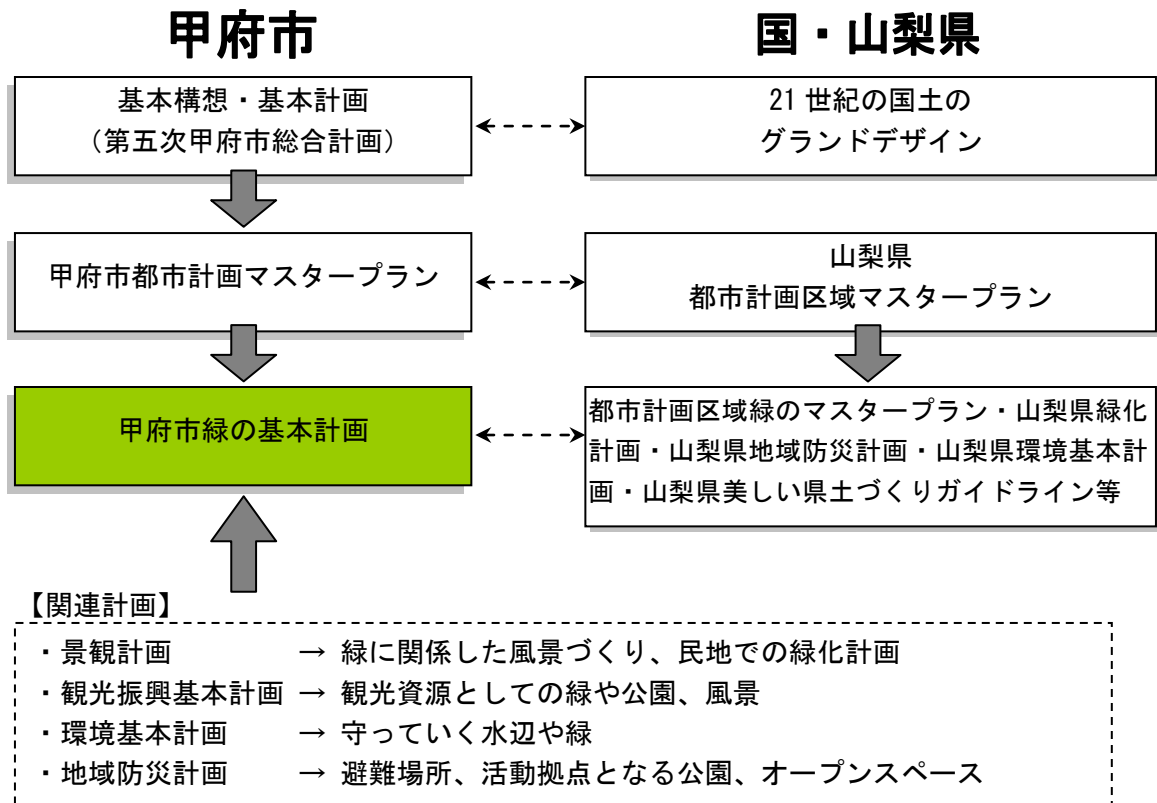 甲府市
国・山梨県
基本構想・基本計画
（第五次甲府市総合計画）
21 世紀の国土の
グランドデザイン
甲府市都市計画マスタープラン
山梨県
都市計画区域マスタープラン
甲府市緑の基本計画
都市計画区域緑のマスタープラン・山梨県緑化
計画・山梨県地域防災計画・山梨県環境基本計
画・山梨県美しい県土づくりガイドライン等
【関連計画】
・景観計画 → 緑に関係した風景づくり、民地での緑化計画
・観光振興基本計画 → 観光資源としての緑や公園、風景
・環境基本計画 → 守っていく水辺や緑
・地域防災計画 → 避難場所、活動拠点となる公園、オープンスペース